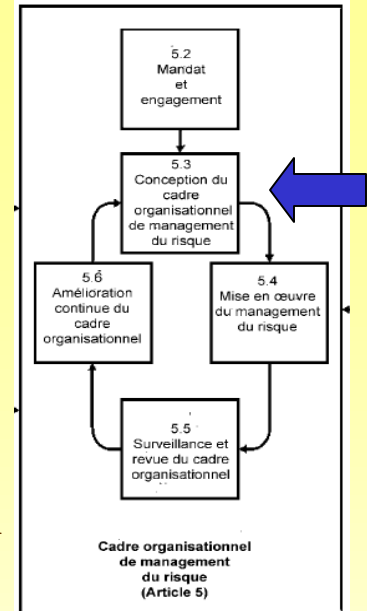 5.2
Mandat
et
engagement
5.3
Conception du
cadre
organisationnel
de management
du risque
5.6
Amélioration
continue du
cadre
organisationnel
5.4
Mise en œuvre
du management
du risque
5.5
Surveillance et
revue du cadre
organisationnel
Cadre organisationnel
de management
du risque
(Article 5)